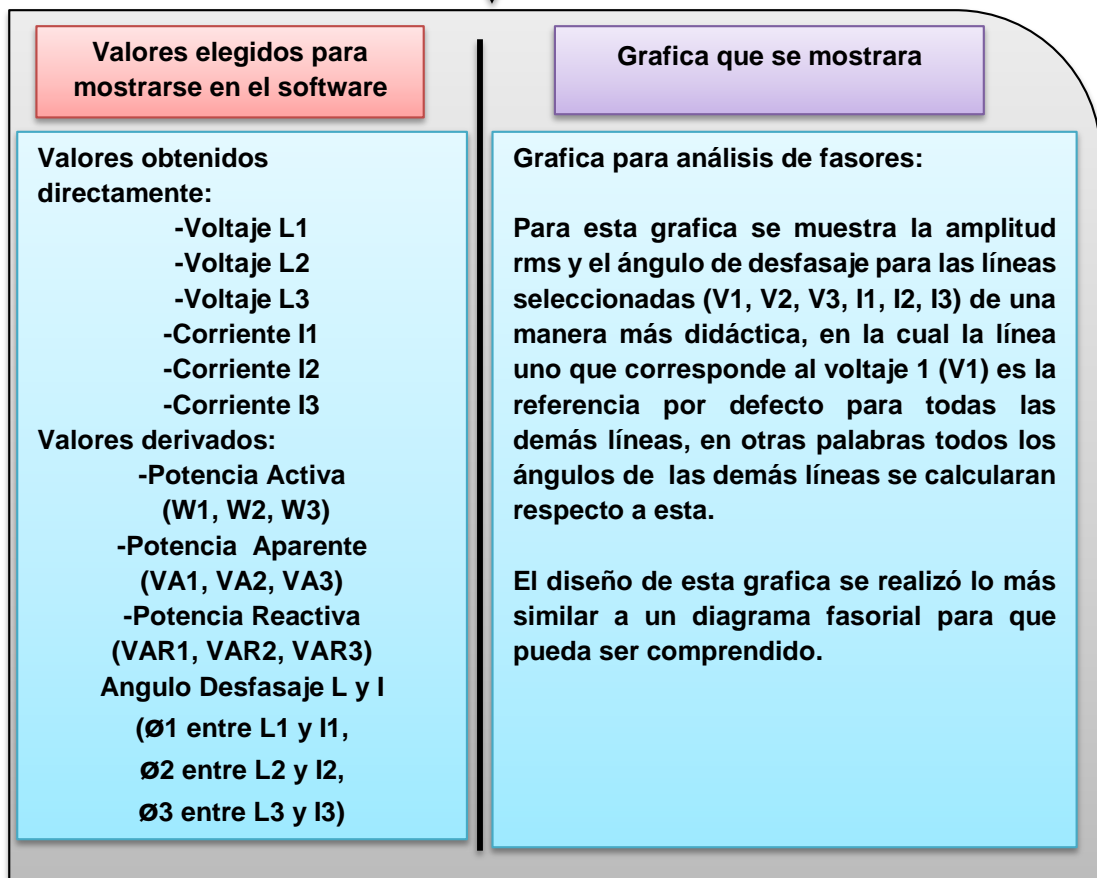 Valores elegidos para
mostrarse en el software
Valores obtenidos
directamente:
-Voltaje L1
-Voltaje L2
-Voltaje L3
-Corriente I1
-Corriente I2
-Corriente I3
Valores derivados:
-Potencia Activa
(W1, W2, W3)
-Potencia Aparente
(VA1, VA2, VA3)
-Potencia Reactiva
(VAR1, VAR2, VAR3)
Angulo Desfasaje L y I
(Ø1 entre L1 y I1,
Ø2 entre L2 y I2,
Ø3 entre L3 y I3)
Grafica que se mostrara
Grafica para análisis de fasores:
Para esta grafica se muestra la amplitud
rms y el ángulo de desfasaje para las líneas
seleccionadas (V1, V2, V3, I1, I2, I3) de una
manera más didáctica, en la cual la línea
uno que corresponde al voltaje 1 (V1) es la
referencia por defecto para todas las
demás líneas, en otras palabras todos los
ángulos de las demás líneas se calcularan
respecto a esta.
El diseño de esta grafica se realizó lo más
similar a un diagrama fasorial para que
pueda ser comprendido.